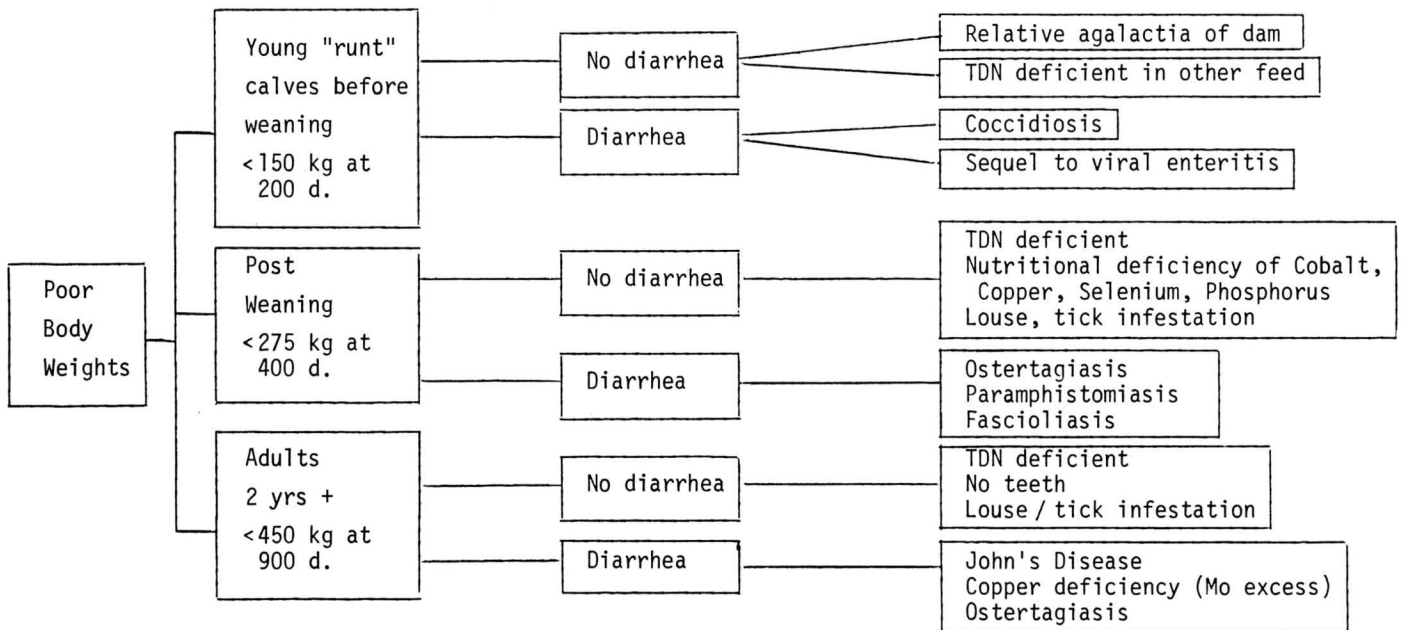 Poor
Body
Weights
Young "runt"
calves before
weaning
<150 kg at
200 d.
No diarrhea
Relative agalactia of dam
TDN deficient in other feed
Diarrhea
Coccidiosis
Sequel to viral enteritis
Post
Weaning
<275 kg at
400 d.
No diarrhea
TDN deficient
Nutritional deficiency of Cobalt,
Copper, Selenium, Phosphorus
Louse, tick infestation
Diarrhea
Ostertagiasis
Paramphistomiasis
Fascioliasis
Adults
2 yrs +
<450 kg at
900 d.
No diarrhea
TDN deficient
No teeth
Louse / tick infestation
Diarrhea
John's Disease
Copper deficiency (Mo excess)
Ostertagiasis